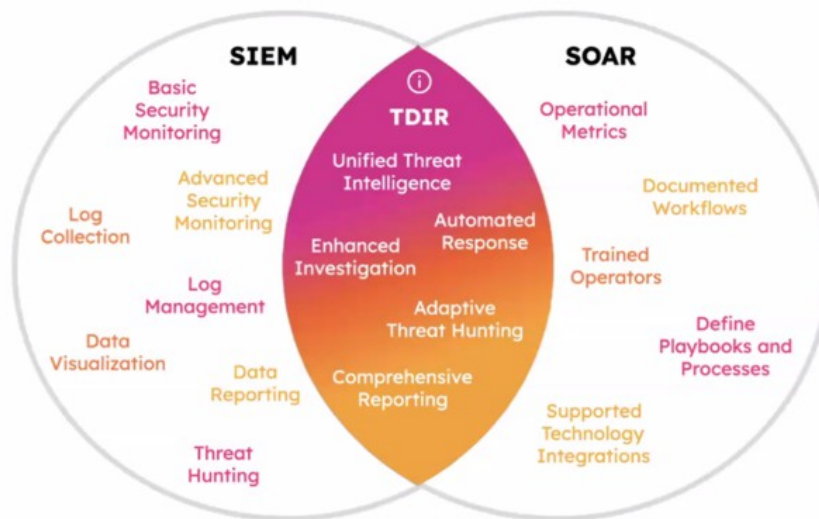 SIEM
Basic
Security
Monitoring
Advanced
Security
Monitoring
Log
Collection
Log
Management
Data
Visualization
Data
Reporting
Threat
Hunting
i
TDIR
Unified Threat
Intelligence
Automated
Response
Enhanced
Investigation
Adaptive
Threat Hunting
Comprehensive
Reporting
SOAR
Operational
Metrics
Documented
Workflows
Trained
Operators
Define
Playbooks and
Processes
Supported
Technology
Integrations